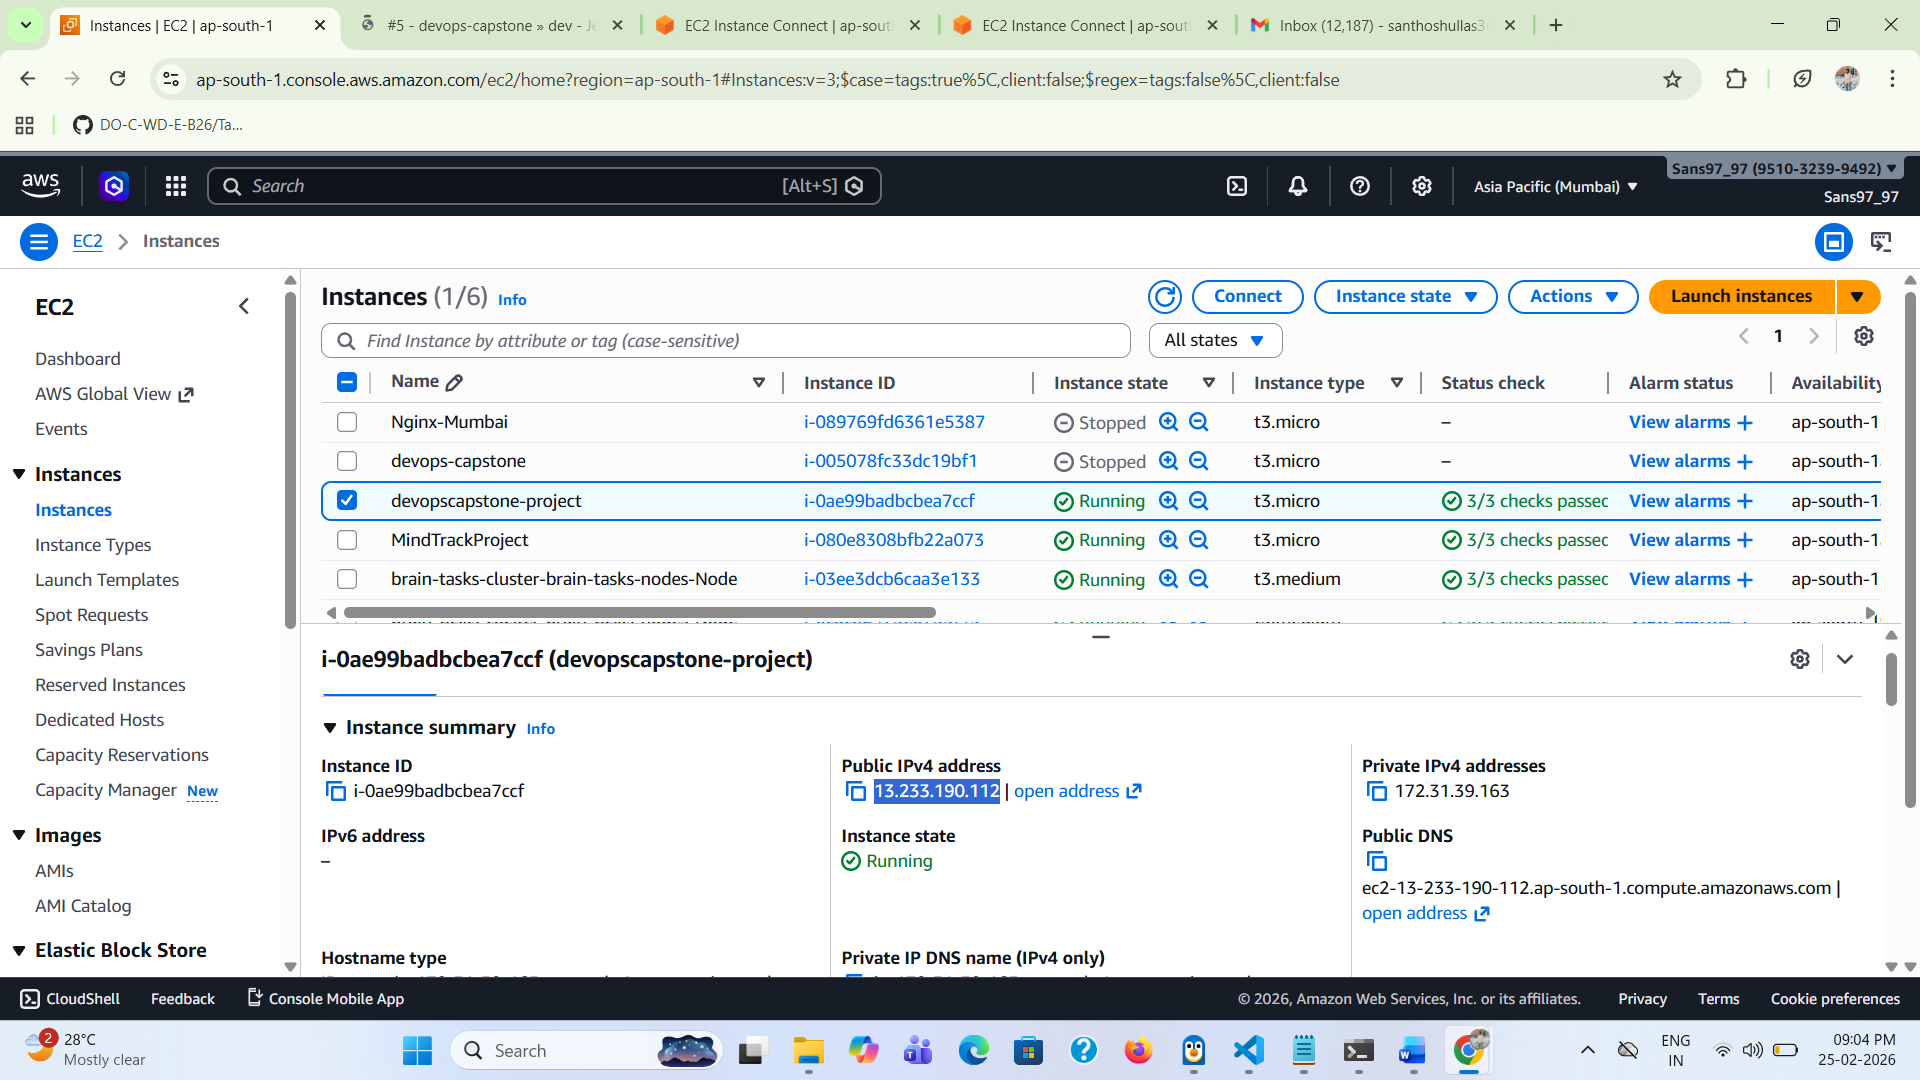 Instances | EC2 | ap-south-1
#5 - devops-capstone » dev - Je
EC2 Instance Connect | ap-sout
EC2 Instance Connect | ap-sout
Inbox (12,187) - santhoshullas3
ap-south-1.console.aws.amazon.com/ec2/home?region=ap-south-1#Instances:v=3;$case=tags:true%5C,client:false;$regex=tags:false%5C,client:false
DO-C-WD-E-B26/Ta...
aws
Search
[Alt+S]
Asia Pacific (Mumbai)
Sans97_97 (9510-3239-9492)
Sans97_97
EC2
Instances
EC2
Dashboard
AWS Global View
Events
Instances
Instances
Instance Types
Launch Templates
Spot Requests
Savings Plans
Reserved Instances
Dedicated Hosts
Capacity Reservations
Capacity Manager New
Images
AMIs
AMI Catalog
Elastic Block Store
Instances (1/6) Info
Connect
Instance state
Actions
Launch instances
Find Instance by attribute or tag (case-sensitive)
All states
1
Name Instance ID Instance state Instance type Status check Alarm status Availability
Nginx-Mumbai i-089769fd6361e5387 Stopped t3.micro – View alarms + ap-south-1
devops-capstone i-005078fc33dc19bf1 Stopped t3.micro – View alarms + ap-south-1
devopscapstone-project i-0ae99badbcbea7ccf Running t3.micro 3/3 checks passed View alarms + ap-south-1
MindTrackProject i-080e8308bfb22a073 Running t3.micro 3/3 checks passed View alarms + ap-south-1
brain-tasks-cluster-brain-tasks-nodes-Node i-03ee3dcb6caa3e133 Running t3.medium 3/3 checks passed View alarms + ap-south-1
i-0ae99badbcbea7ccf (devopscapstone-project)
Instance summary Info
Instance ID
i-0ae99badbcbea7ccf
Public IPv4 address
13.233.190.112 | open address
Private IPv4 addresses
172.31.39.163
IPv6 address
–
Instance state
Running
Public DNS
ec2-13-233-190-112.ap-south-1.compute.amazonaws.com |
open address
Hostname type
Private IP DNS name (IPv4 only)
CloudShell
Feedback
Console Mobile App
© 2026, Amazon Web Services, Inc. or its affiliates.
Privacy
Terms
Cookie preferences
2
28°C
Mostly clear
Search
ENG
IN
09:04 PM
25-02-2026